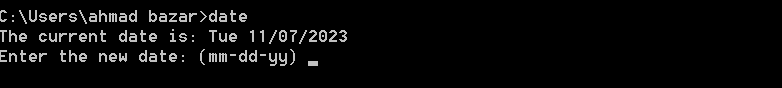 C:\Users\ahmad bazar>date
The current date is: Tue 11/07/2023
Enter the new date: (mm-dd-yy) _